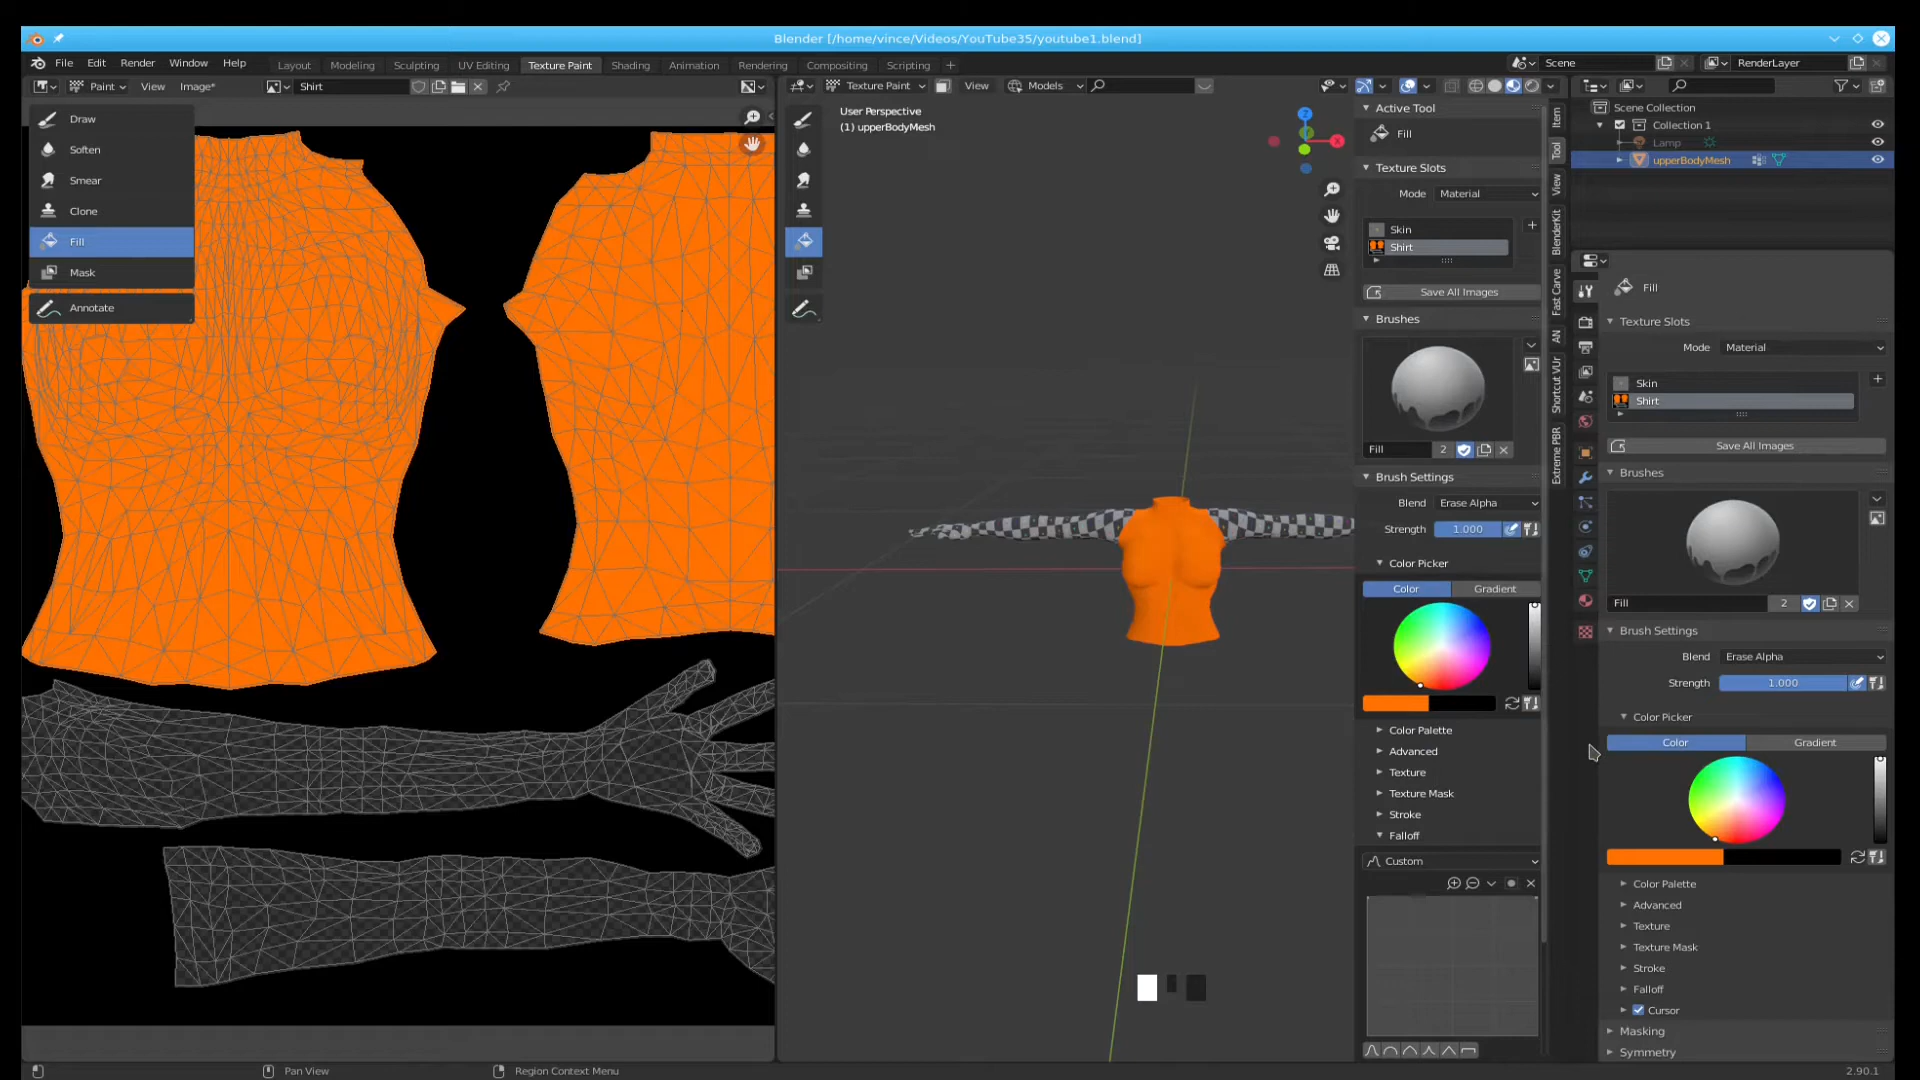 Blender [/home/vince/Videos/YouTube35/youtube1.blend]
File Edit Render Window Help
Layout Modeling Sculpting UV Editing Texture Paint Shading Animation Rendering Compositing Scripting +
Scene
RenderLayer
Paint View Image* Shirt
Draw
Soften
Smear
Clone
Fill
Mask
Annotate
Texture Paint View Models
User Perspective
(1) upperBodyMesh
Z
X
Active Tool
Fill
Texture Slots
Mode Material
Skin
Shirt
Save All Images
Brushes
Fill 2
Brush Settings
Blend Erase Alpha
Strength 1.000
Color Picker
Color Gradient
Color Palette
Advanced
Texture
Texture Mask
Stroke
Falloff
Custom
Item
Tool
View
BlenderKit
Fast Carve
AN
Shortcut VUr
Extreme PBR
Scene Collection
Collection 1
Lamp
upperBodyMesh
Fill
Texture Slots
Mode Material
Skin
Shirt
Save All Images
Brushes
Fill 2
Brush Settings
Blend Erase Alpha
Strength 1.000
Color Picker
Color Gradient
Color Palette
Advanced
Texture
Texture Mask
Stroke
Falloff
Cursor
Masking
Symmetry
Pan View
Region Context Menu
2.90.1